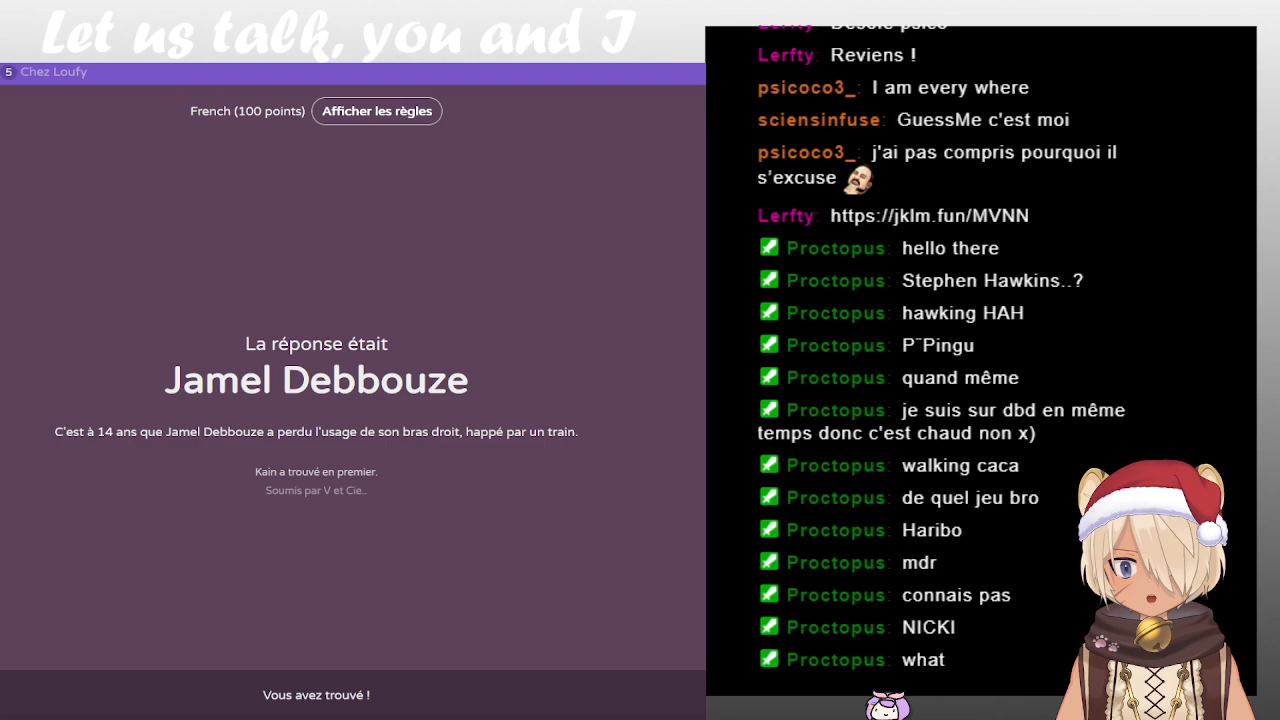 Let us talk, you and I
5 Chez Loufy
French (100 points) Afficher les règles
La réponse était
Jamel Debbouze
C'est à 14 ans que Jamel Debbouze a perdu l'usage de son bras droit, happé par un train.
Kain a trouvé en premier.
Soumis par V et Cie..
Vous avez trouvé !
Lerfty: Reviens !
psicoco3_: I am every where
sciensinfuse: GuessMe c'est moi
psicoco3_: j'ai pas compris pourquoi il
s'excuse
Lerfty: https://jklm.fun/MVNN
Proctopus: hello there
Proctopus: Stephen Hawkins..?
Proctopus: hawking HAH
Proctopus: P¨Pingu
Proctopus: quand même
Proctopus: je suis sur dbd en même
temps donc c'est chaud non x)
Proctopus: walking caca
Proctopus: de quel jeu bro
Proctopus: Haribo
Proctopus: mdr
Proctopus: connais pas
Proctopus: NICKI
Proctopus: what